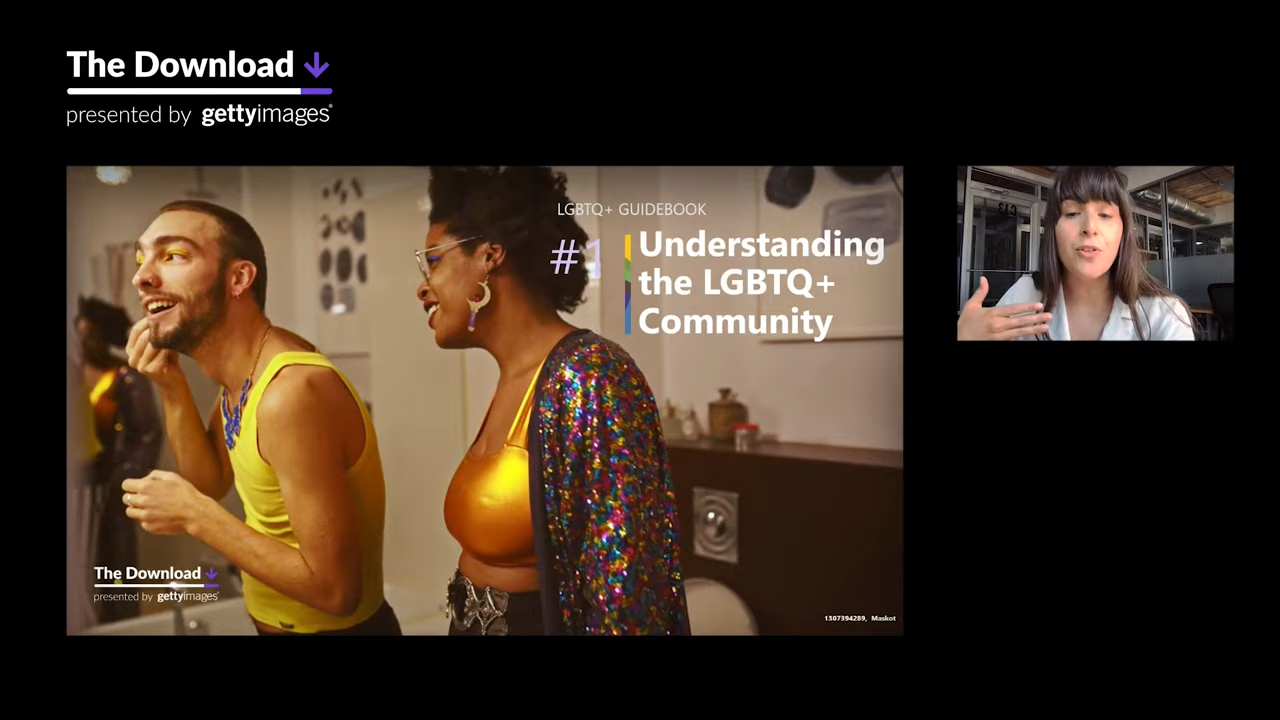 The Download
presented by gettyimages®
LGBTQ+ GUIDEBOOK
#1
Understanding
the LGBTQ+
Community
The Download
presented by gettyimages®
1307394289, Maskot